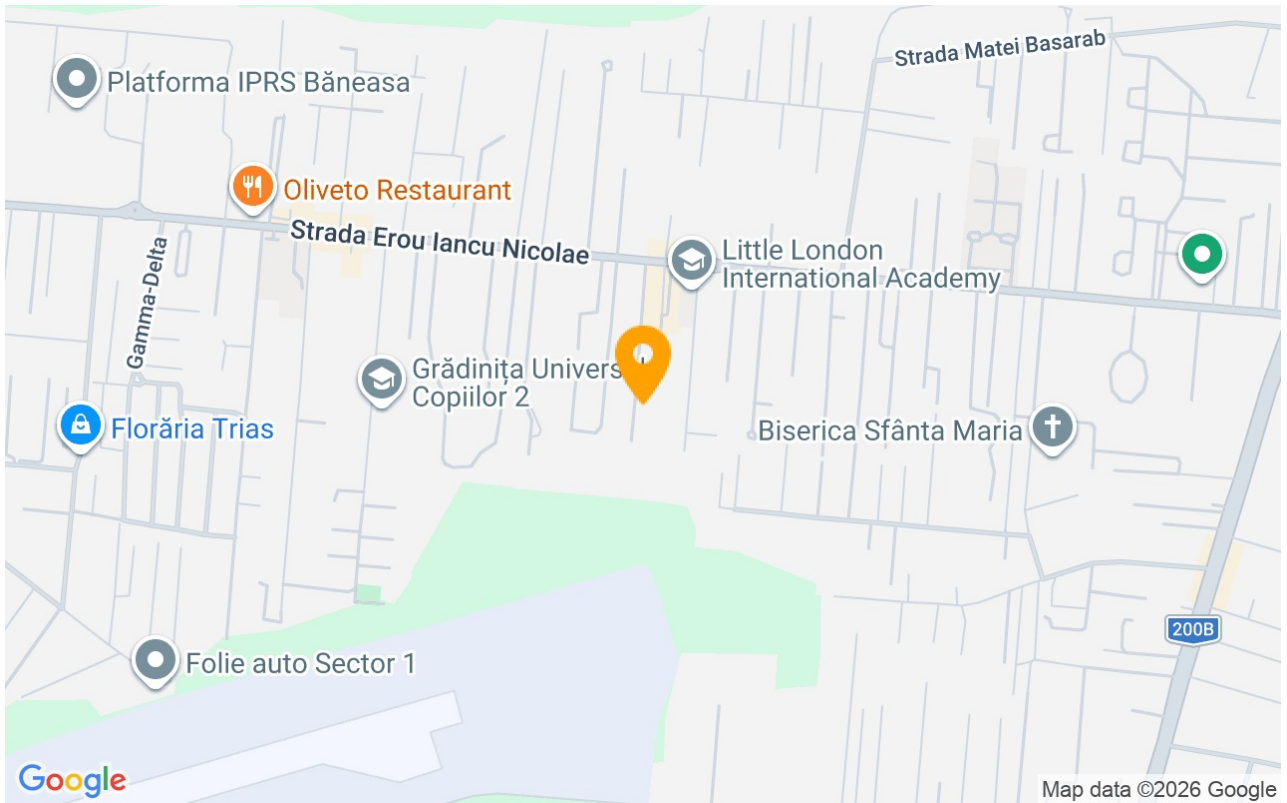 Strada Matei Basarab
Platforma IPRS Băneasa
Oliveto Restaurant
Strada Erou Iancu Nicolae
Little London
International Academy
Gamma-Delta
Grădinița Univers
Copiilor 2
Florăria Trias
Biserica Sfânta Maria
200B
Folie auto Sector 1
Google
Map data ©2026 Google